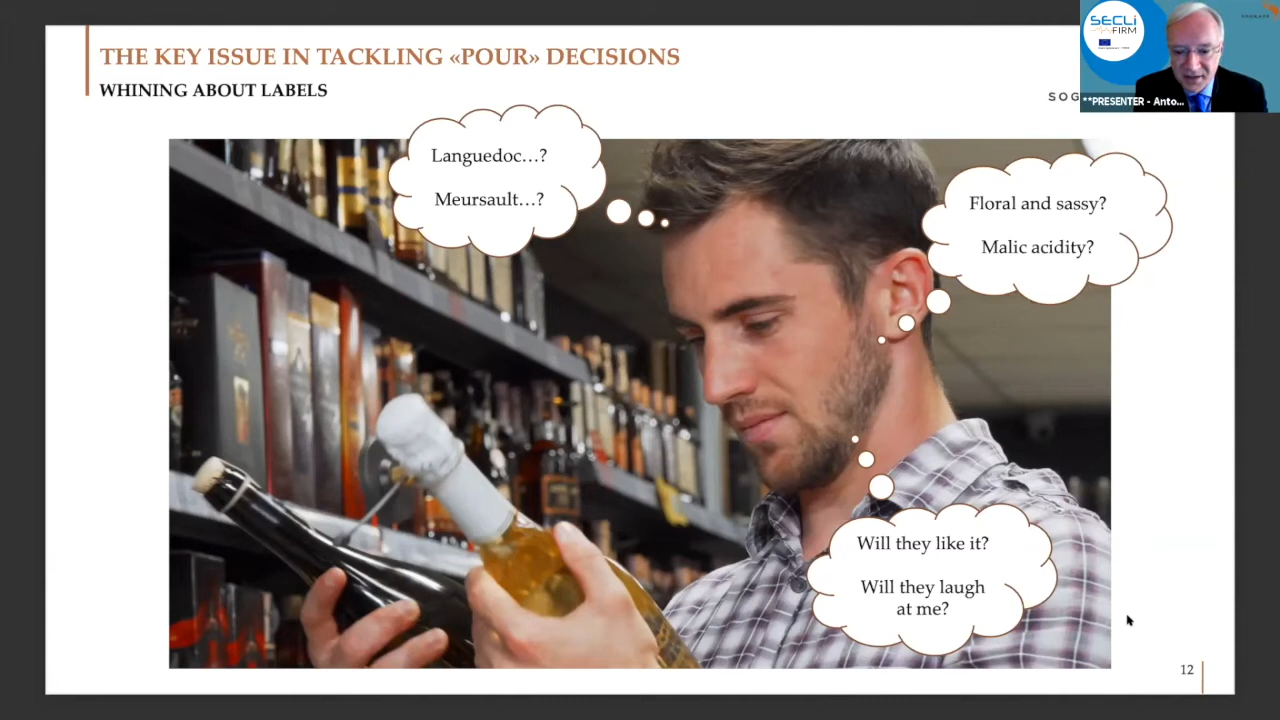 THE KEY ISSUE IN TACKLING «POUR» DECISIONS
WHINING ABOUT LABELS
SECLI
FIRM
**PRESENTER - Anto...
Languedoc...?
Meursault...?
Floral and sassy?
Malic acidity?
Will they like it?
Will they laugh
at me?
12